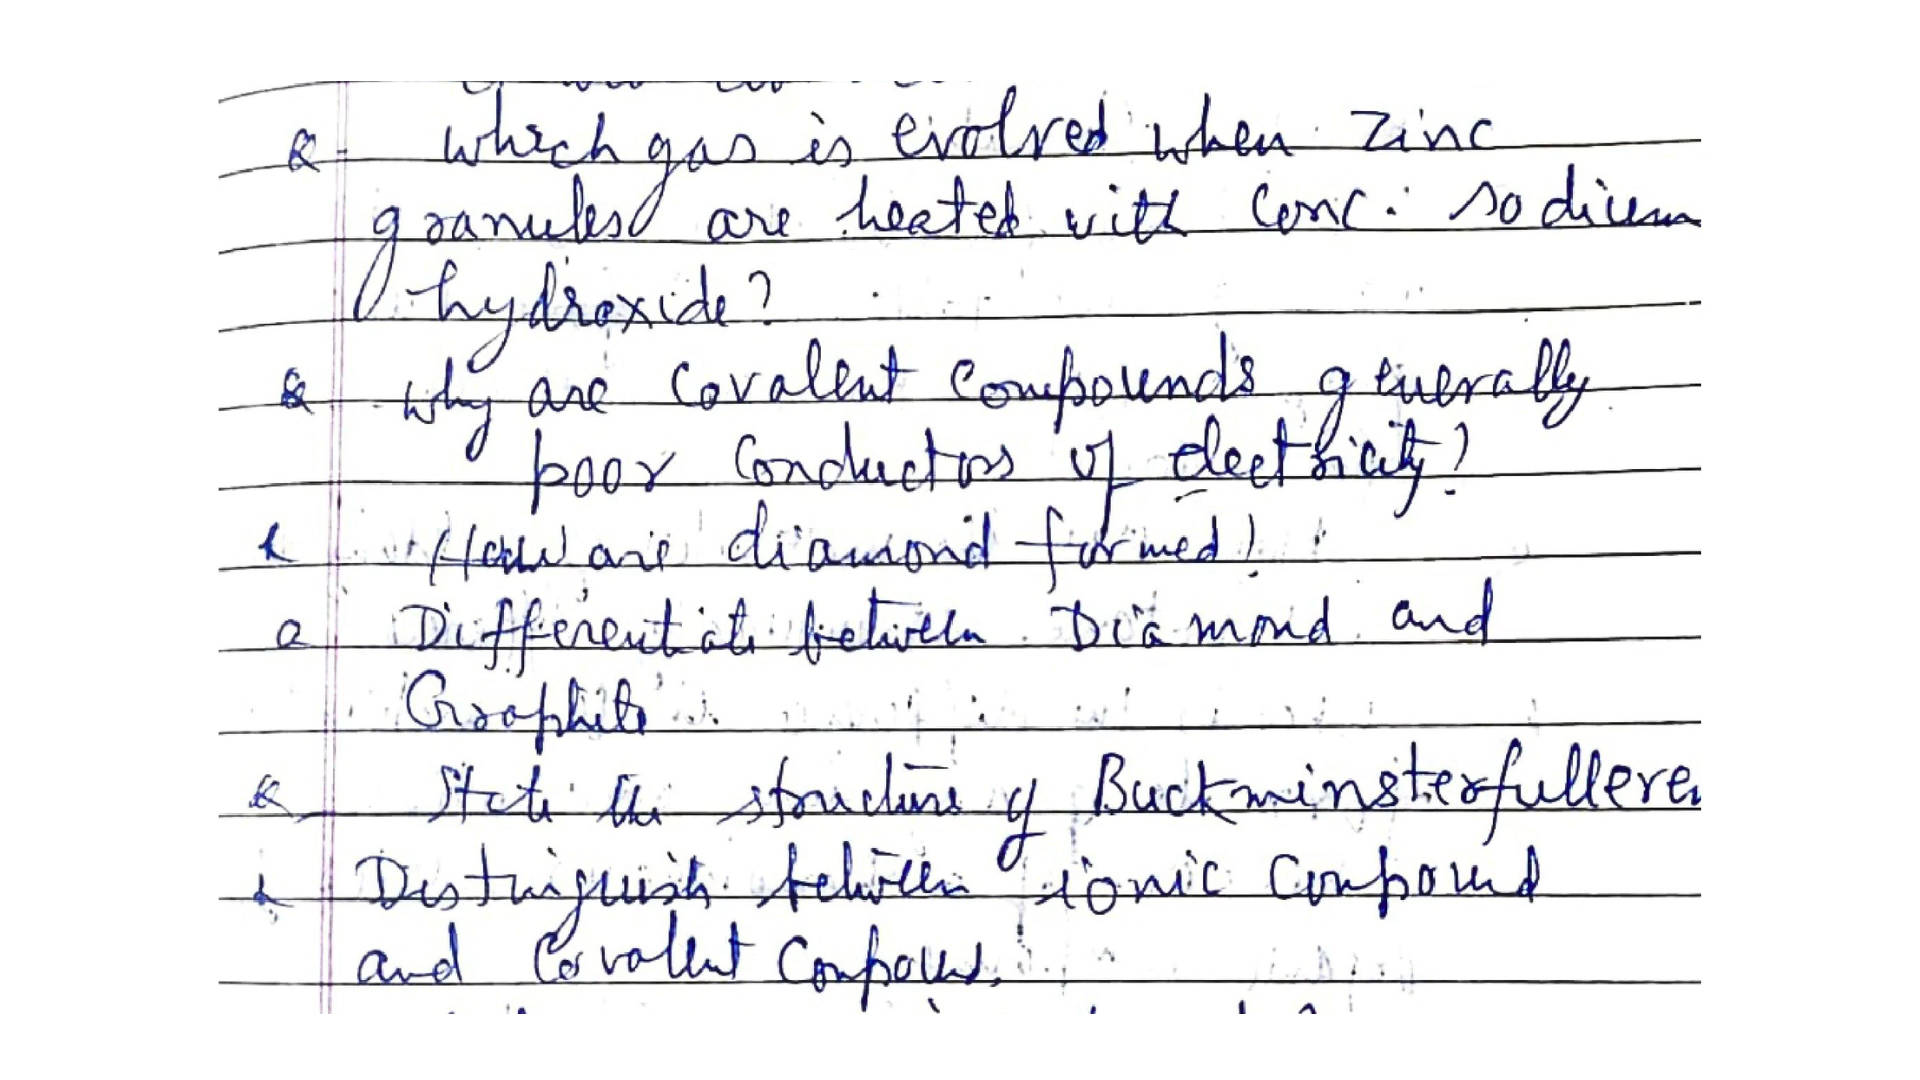 Q which gas is evolved when zinc
granules are heated with conc. sodium
hydroxide?
Q why are covalent compounds generally
poor conductors of electricity?
Q How are diamond formed?
Q Differentiate between Diamond and
Graphite
Q State the structure of Buckminsterfulleren
Q Distinguish between ionic compound
and covalent compound.